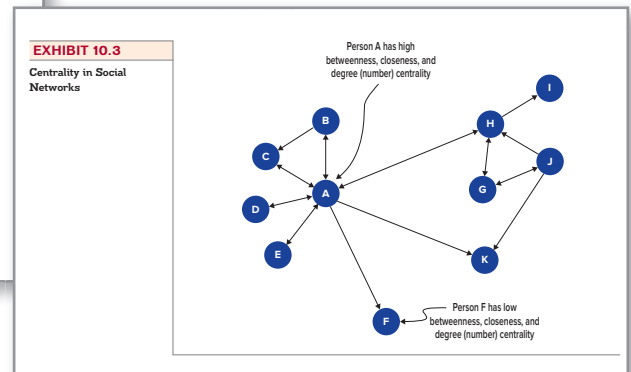 EXHIBIT 10.3
Centrality in Social
Networks
Person A has high
betweenness, closeness, and
degree (number) centrality
I
B
H
C
J
A
G
D
E
K
F
Person F has low
betweenness, closeness, and
degree (number) centrality